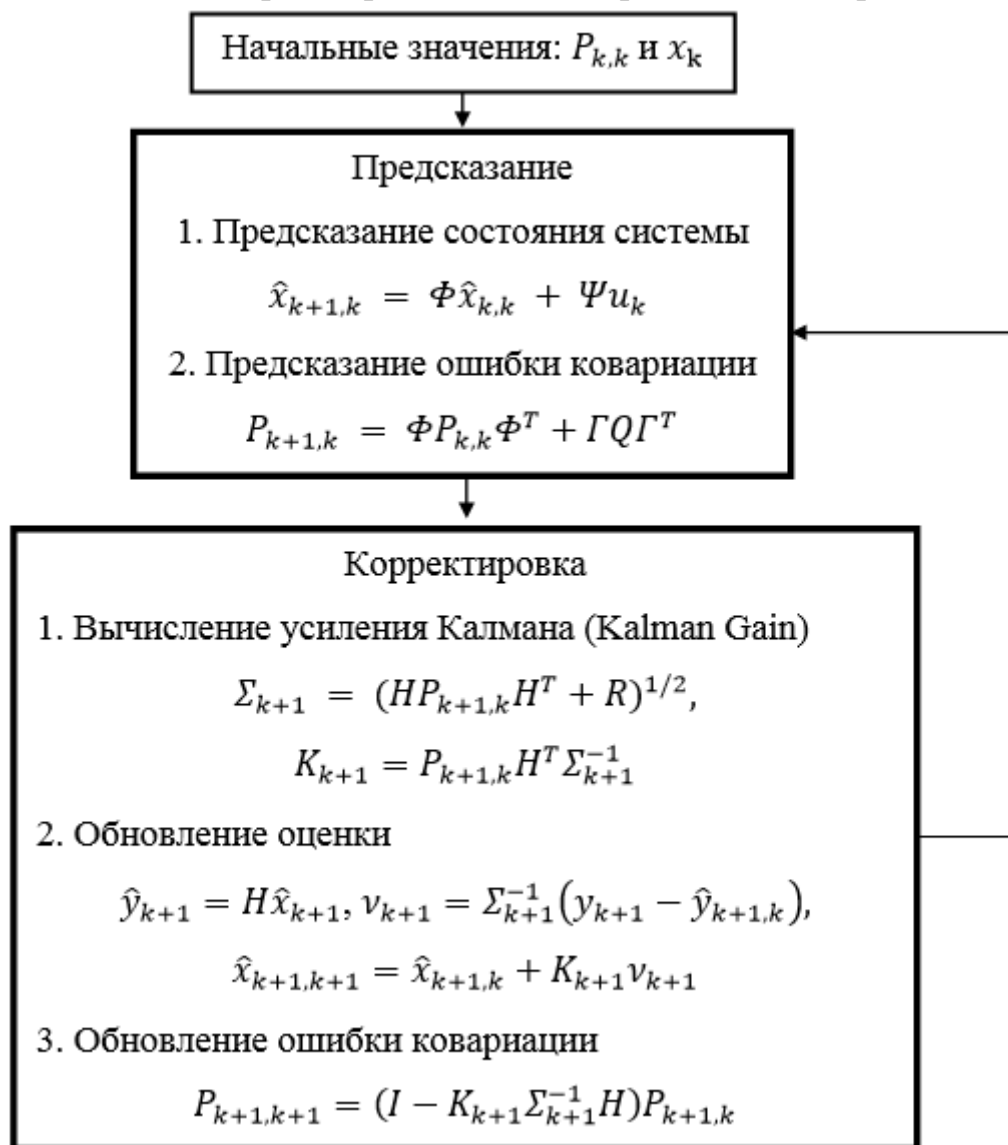 Начальные значения: P_{k,k} и x_k
Предсказание
1. Предсказание состояния системы
x̂_{k+1,k} = Φx̂_{k,k} + Ψu_k
2. Предсказание ошибки ковариации
P_{k+1,k} = ΦP_{k,k}Φ^T + ΓQΓ^T
Корректировка
1. Вычисление усиления Калмана (Kalman Gain)
Σ_{k+1} = (HP_{k+1,k}H^T + R)^{1/2},
K_{k+1} = P_{k+1,k}H^TΣ_{k+1}^{-1}
2. Обновление оценки
ŷ_{k+1} = Hx̂_{k+1}, ν_{k+1} = Σ_{k+1}^{-1}(y_{k+1} − ŷ_{k+1,k}),
x̂_{k+1,k+1} = x̂_{k+1,k} + K_{k+1}ν_{k+1}
3. Обновление ошибки ковариации
P_{k+1,k+1} = (I − K_{k+1}Σ_{k+1}^{-1}H)P_{k+1,k}